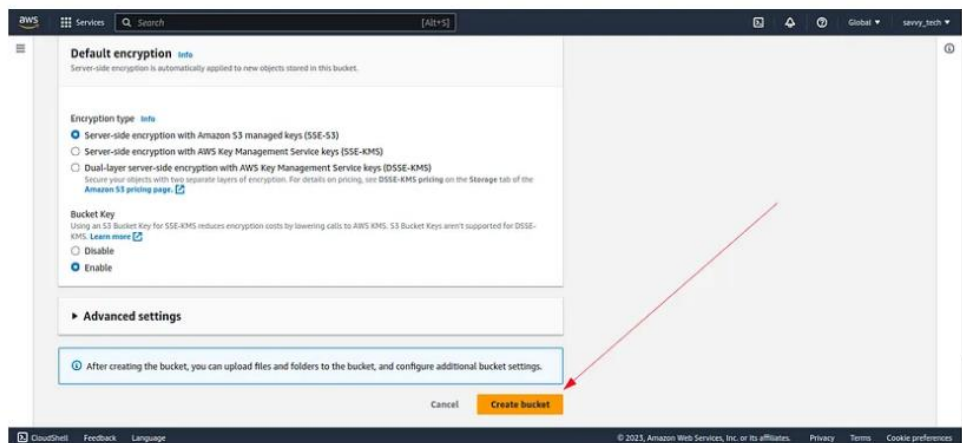 aws
Services
Search
[Alt+S]
Global
savvy_tech
Default encryption Info
Server-side encryption is automatically applied to new objects stored in this bucket.
Encryption type Info
Server-side encryption with Amazon S3 managed keys (SSE-S3)
Server-side encryption with AWS Key Management Service keys (SSE-KMS)
Dual-layer server-side encryption with AWS Key Management Service keys (DSSE-KMS)
Secure your objects with two separate layers of encryption. For details on pricing, see DSSE-KMS pricing on the Storage tab of the
Amazon S3 pricing page.
Bucket Key
Using an S3 Bucket Key for SSE-KMS reduces encryption costs by lowering calls to AWS KMS. S3 Bucket Keys aren't supported for DSSE-
KMS. Learn more
Disable
Enable
Advanced settings
After creating the bucket, you can upload files and folders to the bucket, and configure additional bucket settings.
Cancel
Create bucket
CloudShell Feedback Language
© 2023, Amazon Web Services, Inc. or its affiliates. Privacy Terms Cookie preferences